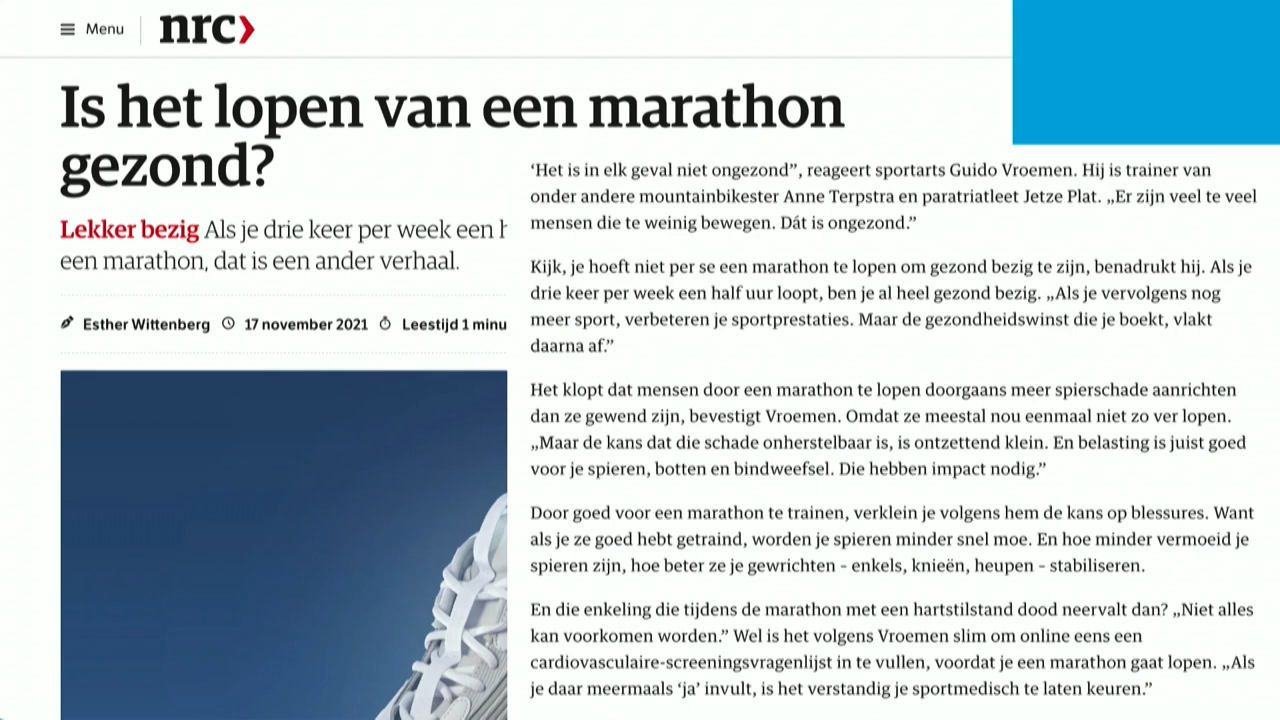 Menu
nrc
Is het lopen van een marathon
gezond?
Lekker bezig Als je drie keer per week een
een marathon, dat is een ander verhaal.
Esther Wittenberg 17 november 2021 Leestijd 1 minu
‘Het is in elk geval niet ongezond”, reageert sportarts Guido Vroemen. Hij is trainer van
onder andere mountainbikester Anne Terpstra en paratriatleet Jetze Plat. „Er zijn veel te veel
mensen die te weinig bewegen. Dát is ongezond.”
Kijk, je hoeft niet per se een marathon te lopen om gezond bezig te zijn, benadrukt hij. Als je
drie keer per week een half uur loopt, ben je al heel gezond bezig. „Als je vervolgens nog
meer sport, verbeteren je sportprestaties. Maar de gezondheidswinst die je boekt, vlakt
daarna af.”
Het klopt dat mensen door een marathon te lopen doorgaans meer spierschade aanrichten
dan ze gewend zijn, bevestigt Vroemen. Omdat ze meestal nou eenmaal niet zo ver lopen.
„Maar de kans dat die schade onherstelbaar is, is ontzettend klein. En belasting is juist goed
voor je spieren, botten en bindweefsel. Die hebben impact nodig.”
Door goed voor een marathon te trainen, verklein je volgens hem de kans op blessures. Want
als je ze goed hebt getraind, worden je spieren minder snel moe. En hoe minder vermoeid je
spieren zijn, hoe beter ze je gewrichten – enkels, knieën, heupen – stabiliseren.
En die enkeling die tijdens de marathon met een hartstilstand dood neervalt dan? „Niet alles
kan voorkomen worden.” Wel is het volgens Vroemen slim om online eens een
cardiovasculaire-screeningsvragenlijst in te vullen, voordat je een marathon gaat lopen. „Als
je daar meermaals ‘ja’ invult, is het verstandig je sportmedisch te laten keuren.”